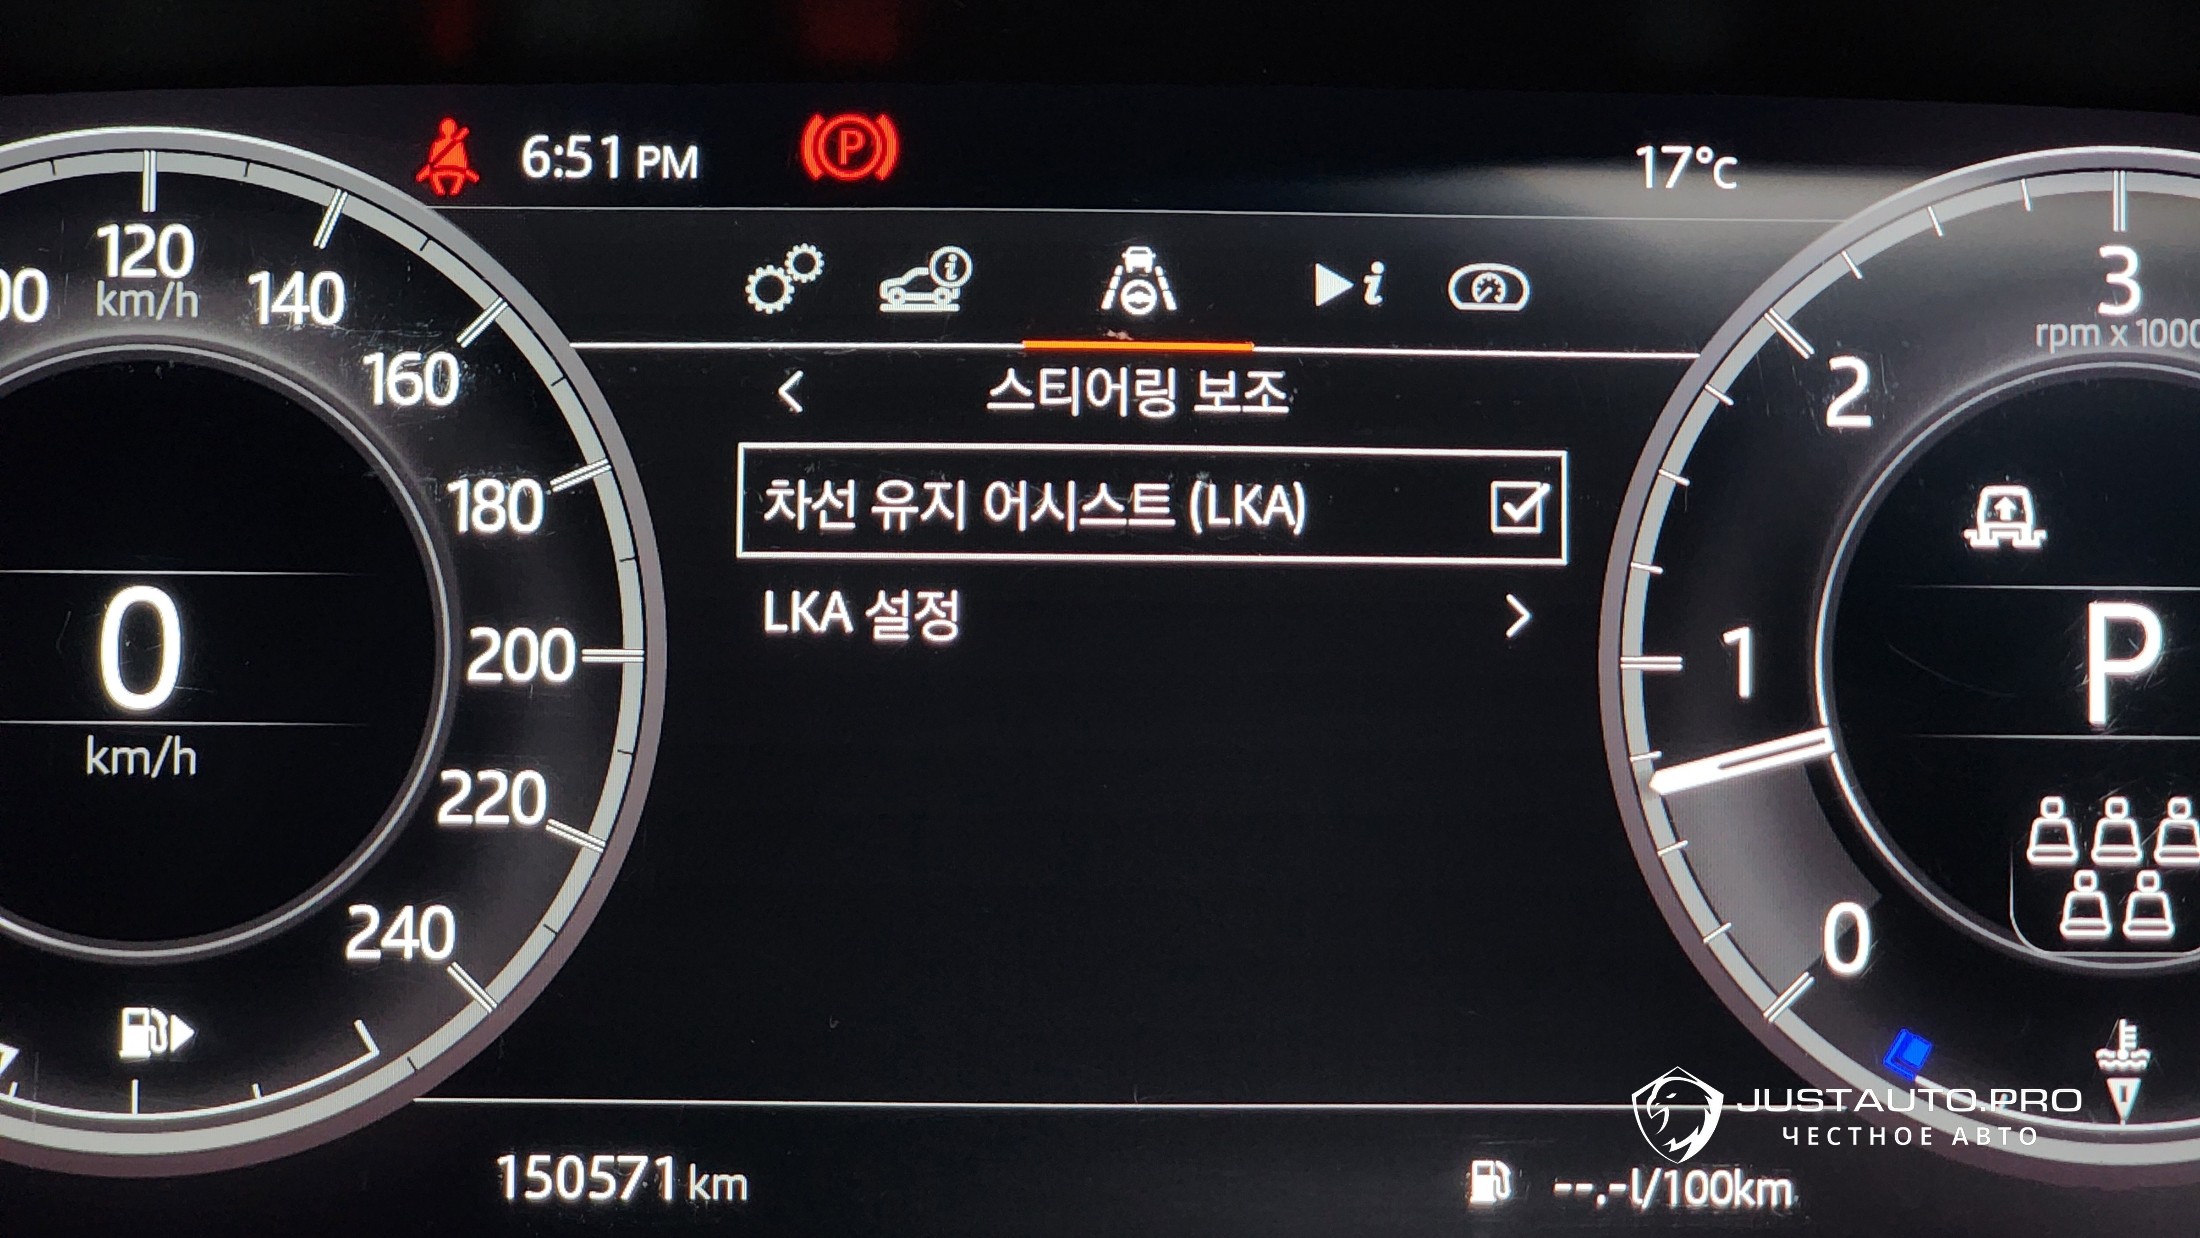 6:51 PM
17°C
120
km/h
140
160
180
200
220
240
0
km/h
스티어링 보조
차선 유지 어시스트 (LKA)
LKA 설정
3
rpm x 1000
2
1
0
P
150571 km
--.-l/100km
JUSTAUTO.PRO
ЧЕСТНОЕ АВТО